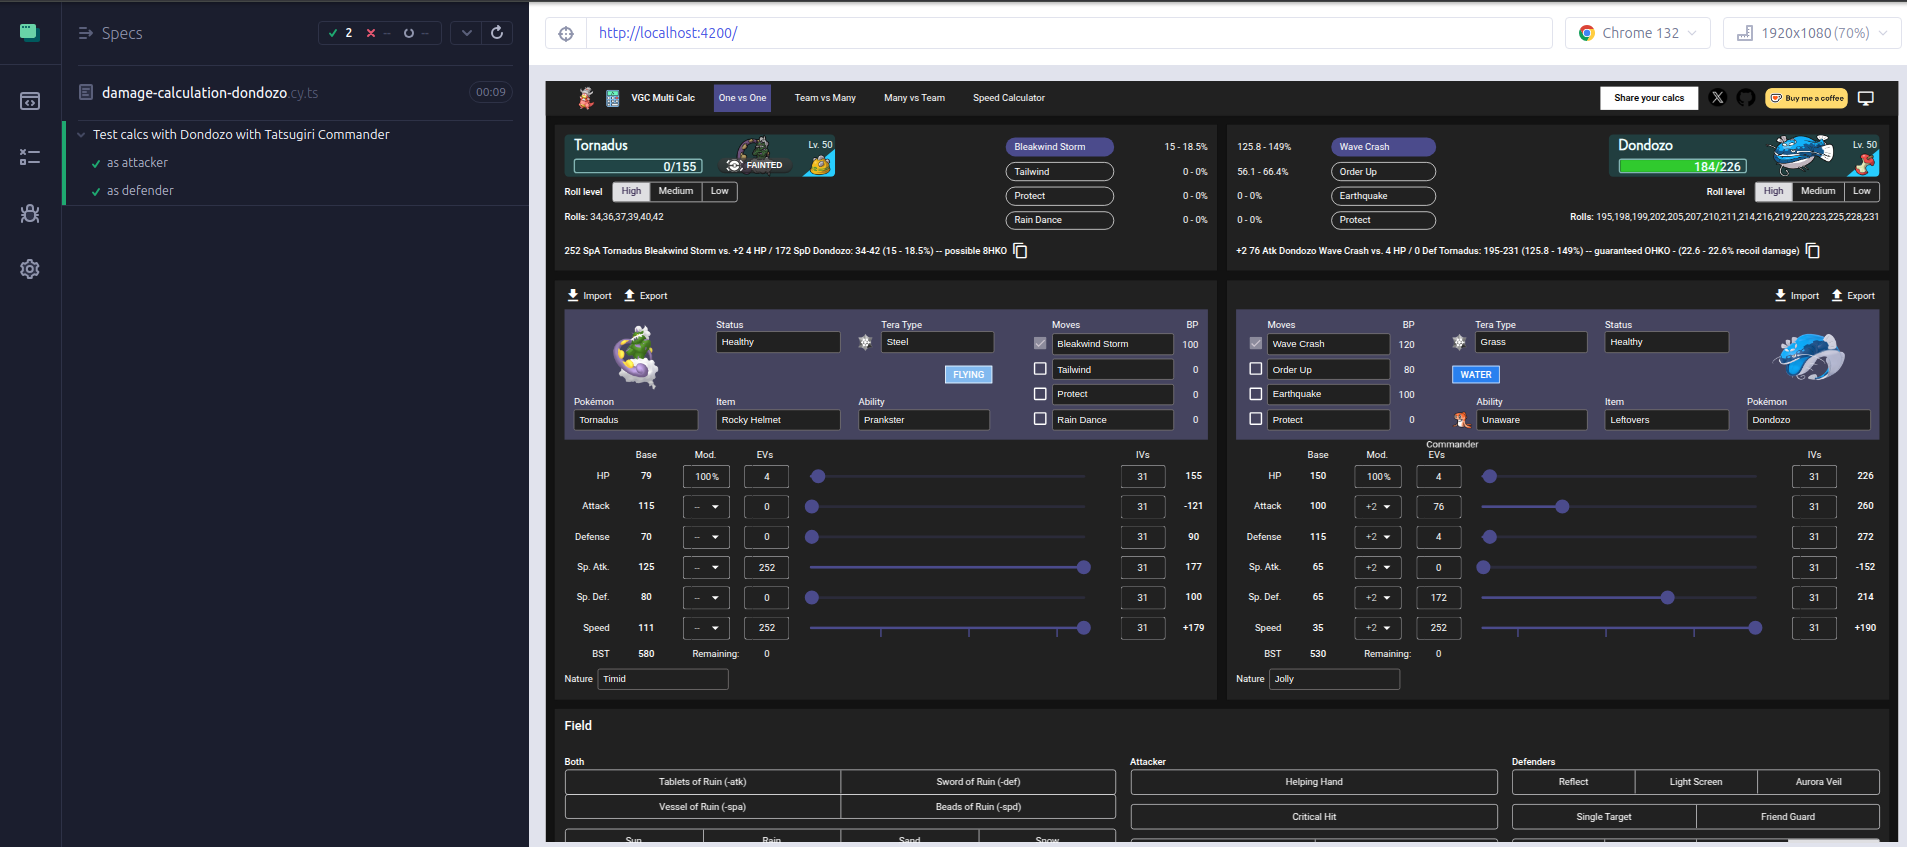 Specs
2 -- --
damage-calculation-dondozo.cy.ts 00:09
Test calcs with Dondozo with Tatsugiri Commander
as attacker
as defender
http://localhost:4200/
Chrome 132
1920x1080 (70%)
VGC Multi Calc One vs One Team vs Many Many vs Team Speed Calculator Share your calcs Buy me a coffee
Tornadus Lv. 50
0/155 FAINTED
Roll level High Medium Low
Rolls: 34,36,37,39,40,42
Bleakwind Storm 15 - 18.5%
Tailwind 0 - 0%
Protect 0 - 0%
Rain Dance 0 - 0%
252 SpA Tornadus Bleakwind Storm vs. +2 4 HP / 172 SpD Dondozo: 34-42 (15 - 18.5%) -- possible 8HKO
125.8 - 149% Wave Crash
56.1 - 66.4% Order Up
0 - 0% Earthquake
0 - 0% Protect
Dondozo Lv. 50
184/226
Roll level High Medium Low
Rolls: 195,198,199,202,205,207,210,211,214,216,219,220,223,225,228,231
+2 76 Atk Dondozo Wave Crash vs. 4 HP / 0 Def Tornadus: 195-231 (125.8 - 149%) -- guaranteed OHKO - (22.6 - 22.6% recoil damage)
Import Export
Status Tera Type Moves BP
Healthy Steel Bleakwind Storm 100
Tailwind 0
FLYING
Protect 0
Pokémon Item Ability
Tornadus Rocky Helmet Prankster Rain Dance 0
Base Mod. EVs IVs
HP 79 100% 4 31 155
Attack 115 -- 0 31 -121
Defense 70 -- 0 31 90
Sp. Atk. 125 -- 252 31 177
Sp. Def. 80 -- 0 31 100
Speed 111 -- 252 31 +179
BST 580 Remaining: 0
Nature Timid
Import Export
Moves BP Tera Type Status
Wave Crash 120 Grass Healthy
Order Up 80
WATER
Earthquake 100
Ability Item Pokémon
Protect 0 Unaware Leftovers Dondozo
Commander
Base Mod. EVs IVs
HP 150 100% 4 31 226
Attack 100 +2 76 31 260
Defense 115 +2 4 31 272
Sp. Atk. 65 +2 0 31 -152
Sp. Def. 65 +2 172 31 214
Speed 35 +2 252 31 +190
BST 530 Remaining: 0
Nature Jolly
Field
Both Attacker Defenders
Tablets of Ruin (-atk) Sword of Ruin (-def) Helping Hand Reflect Light Screen Aurora Veil
Vessel of Ruin (-spa) Beads of Ruin (-spd) Critical Hit Single Target Friend Guard
Sun Rain Sand Snow